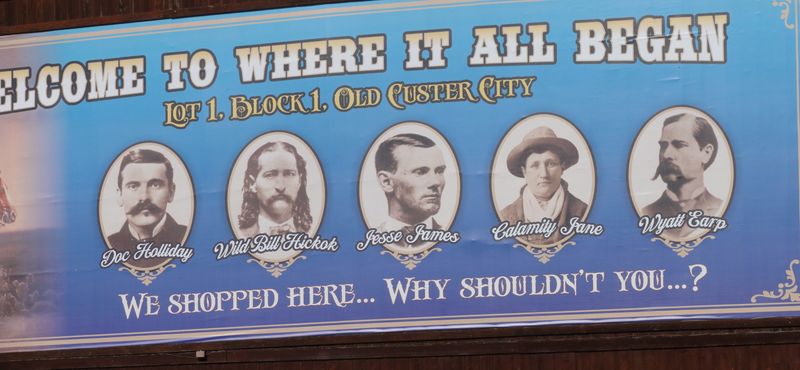 ELCOME TO WHERE IT ALL BEGAN
LOT 1, BLOCK 1, OLD CUSTER CITY
Doc Holliday
Wild Bill Hickok
Jesse James
Calamity Jane
Wyatt Earp
WE SHOPPED HERE... WHY SHOULDN'T YOU...?